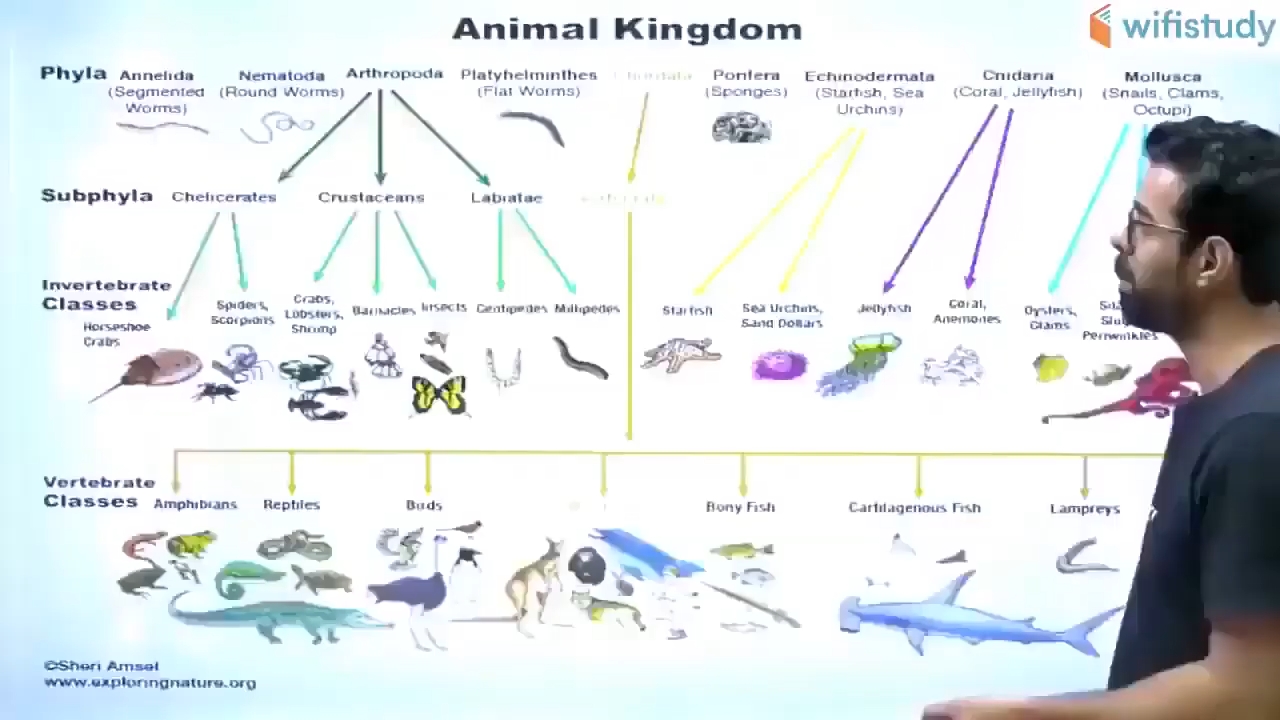 Animal Kingdom
wifistudy
Phyla
Annelida
(Segmented
Worms)
Nematoda
(Round Worms)
Arthropoda
Platyhelminthes
(Flat Worms)
Chordata
Porifera
(Sponges)
Echinodermata
(Starfish, Sea
Urchins)
Cnidaria
(Coral, Jellyfish)
Mollusca
(Snails, Clams,
Octupi)
Subphyla
Chelicerates
Crustaceans
Labiatae
Invertebrate
Classes
Horseshoe
Crabs
Spiders,
Scorpions
Crabs,
Lobsters,
Shrimp
Barnacles
Insects
Centipedes
Millipedes
Starfish
Sea Urchins,
Sand Dollars
Jellyfish
Coral,
Anemones
Oysters,
Clams
Periwinkles
Vertebrate
Classes
Amphibians
Reptiles
Birds
Bony Fish
Cartilagenous Fish
Lampreys
©Sheri Amsel
www.exploringnature.org